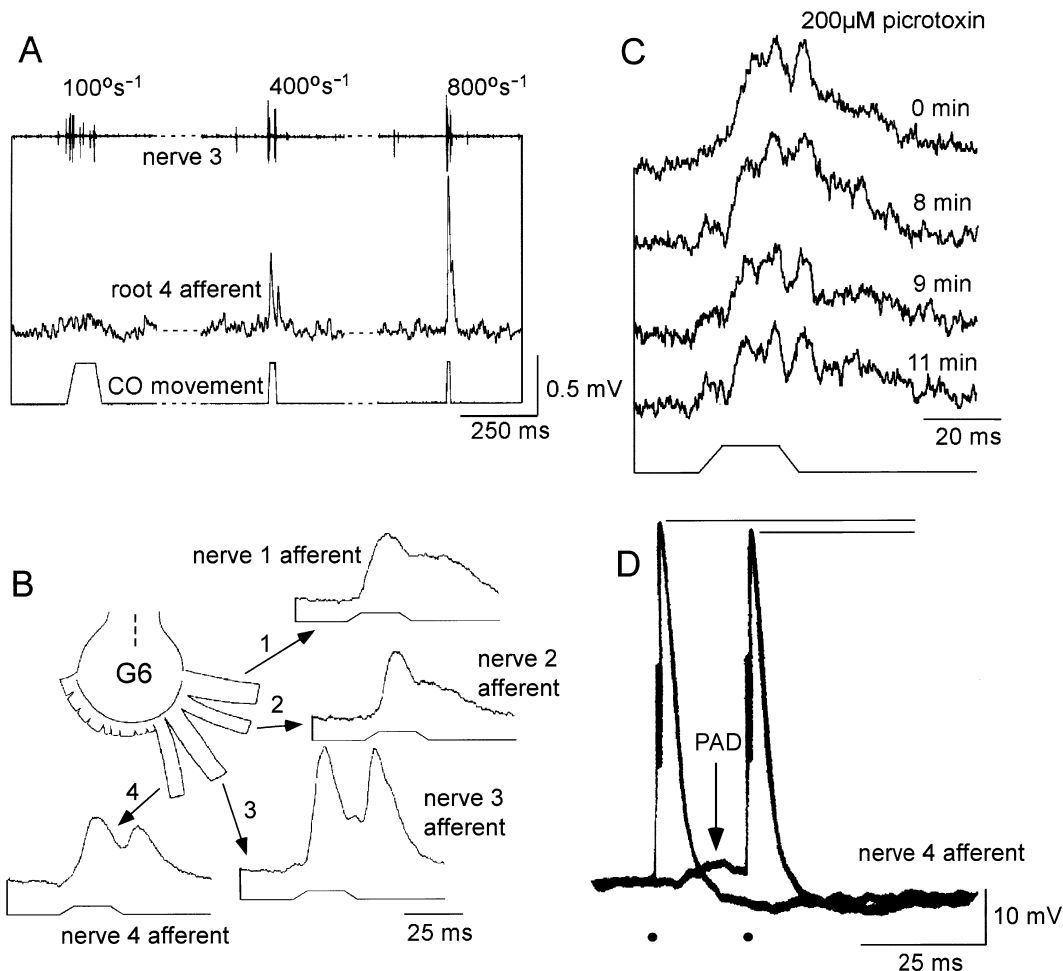 A
100°s⁻¹
400°s⁻¹
800°s⁻¹
nerve 3
root 4 afferent
CO movement
0.5 mV
250 ms
C
200µM picrotoxin
0 min
8 min
9 min
11 min
20 ms
B
nerve 1 afferent
G6
1
2
3
4
nerve 2
afferent
nerve 3
afferent
nerve 4 afferent
25 ms
D
PAD
nerve 4 afferent
10 mV
25 ms